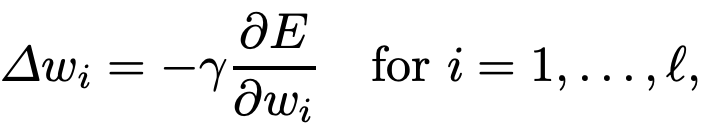 Δw_i = −γ ∂E/∂w_i for i = 1, . . . , ℓ,